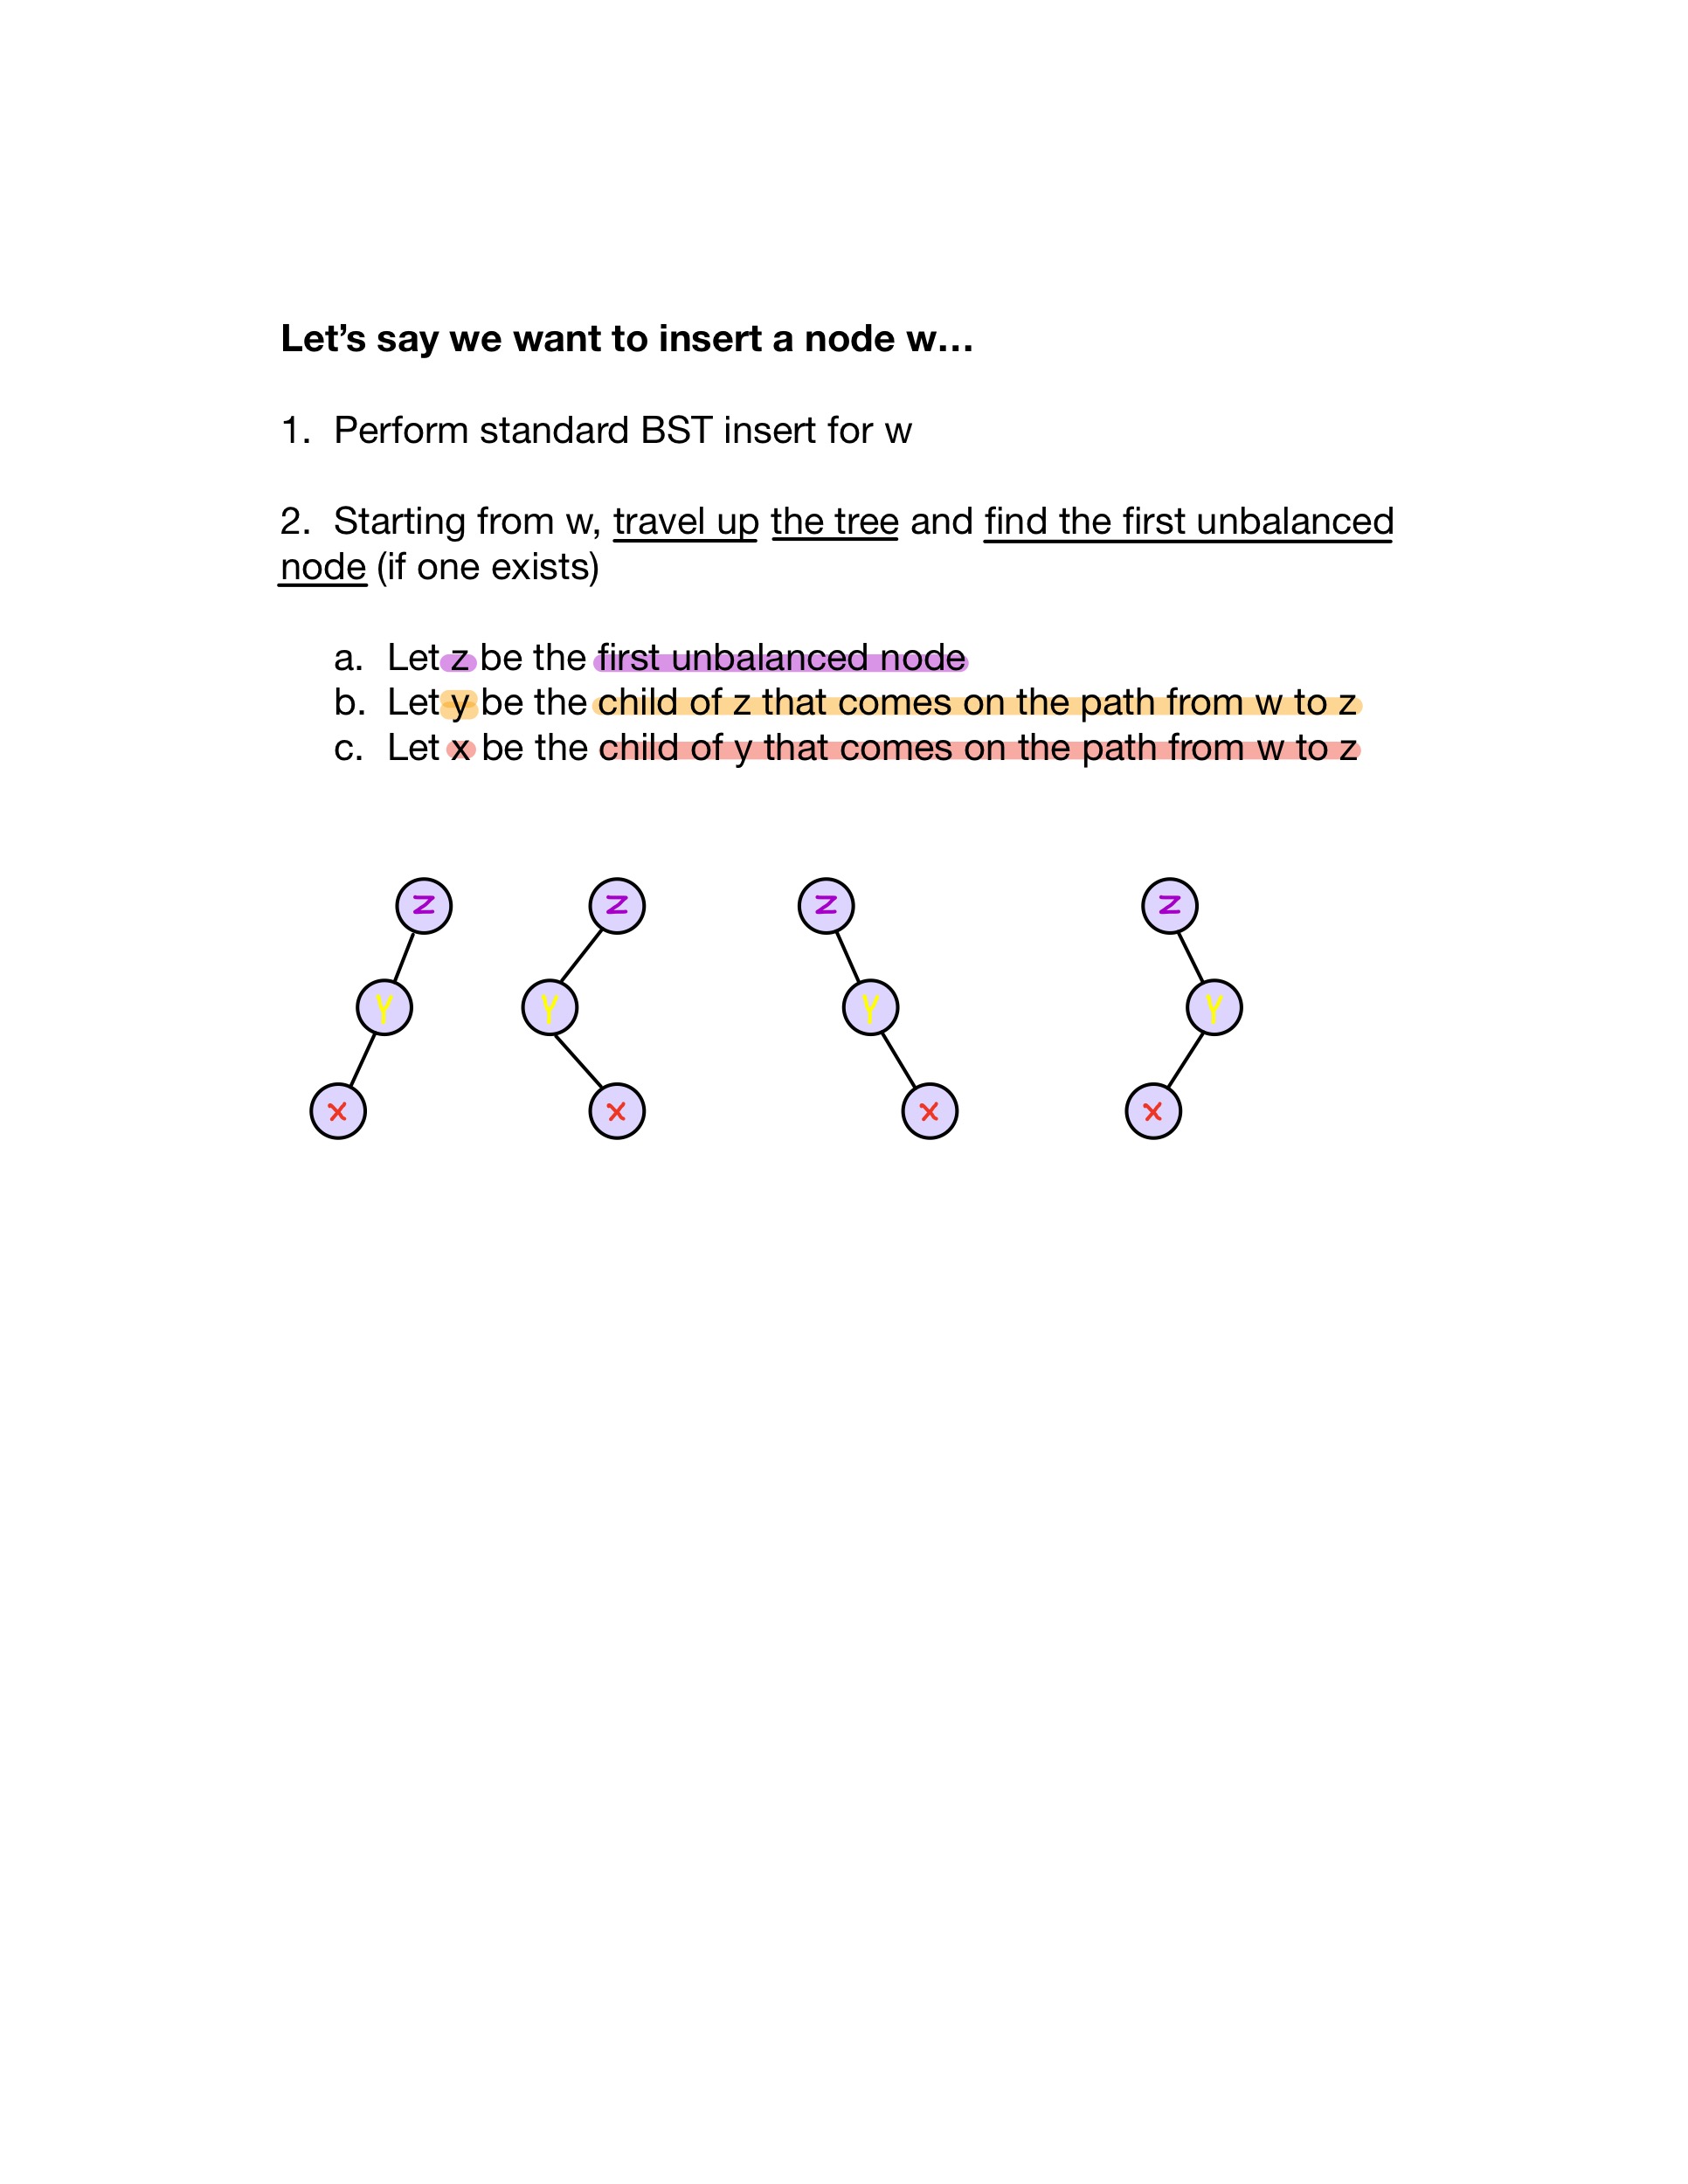 Let’s say we want to insert a node w…
1. Perform standard BST insert for w
2. Starting from w, travel up the tree and find the first unbalanced
node (if one exists)
a. Let z be the first unbalanced node
b. Let y be the child of z that comes on the path from w to z
c. Let x be the child of y that comes on the path from w to z
Z Z Z Z
Y Y Y Y
X X X X